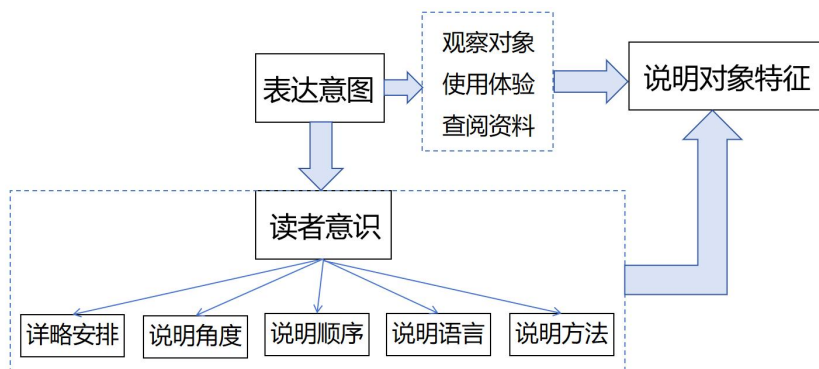 观察对象
表达意图
使用体验
查阅资料
说明对象特征
读者意识
详略安排
说明角度
说明顺序
说明语言
说明方法